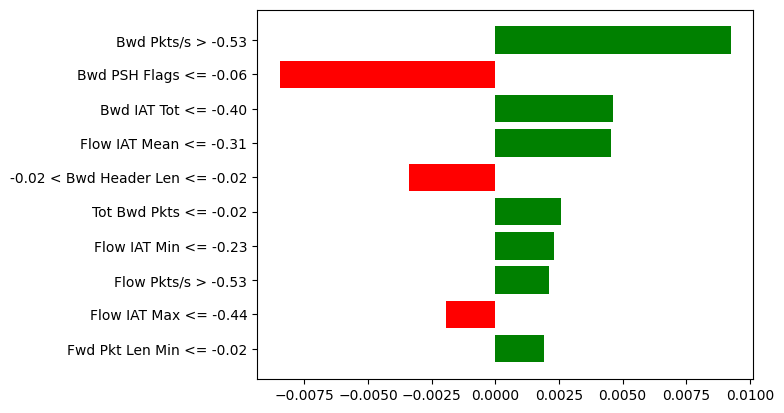 Bwd Pkts/s > -0.53
Bwd PSH Flags <= -0.06
Bwd IAT Tot <= -0.40
Flow IAT Mean <= -0.31
-0.02 < Bwd Header Len <= -0.02
Tot Bwd Pkts <= -0.02
Flow IAT Min <= -0.23
Flow Pkts/s > -0.53
Flow IAT Max <= -0.44
Fwd Pkt Len Min <= -0.02
−0.0075 −0.0050 −0.0025 0.0000 0.0025 0.0050 0.0075 0.0100